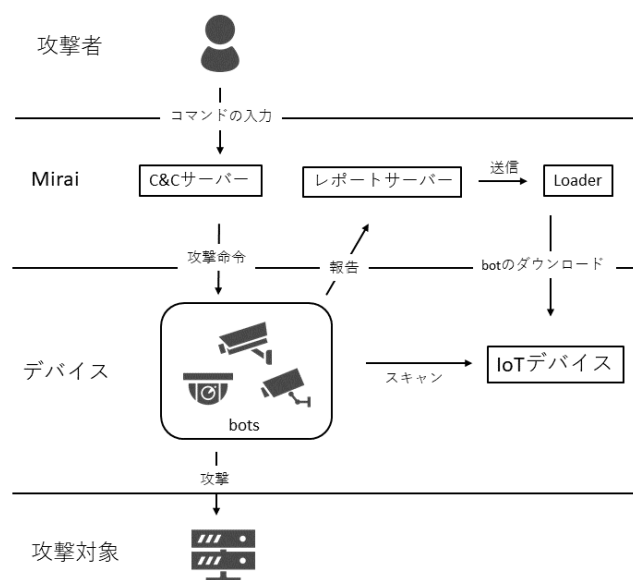 攻撃者
コマンドの入力
Mirai
C&Cサーバー
レポートサーバー
送信
Loader
攻撃命令
報告
botのダウンロード
デバイス
bots
スキャン
IoTデバイス
攻撃
攻撃対象